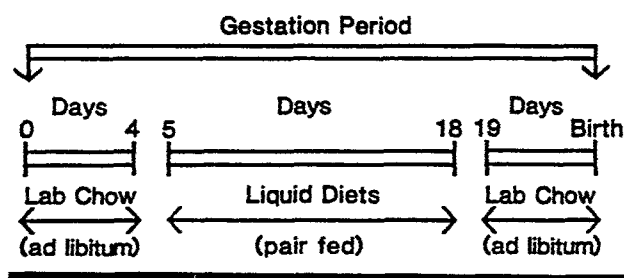 Gestation Period
Days Days Days
0 4 5 18 19 Birth
Lab Chow Liquid Diets Lab Chow
(ad libitum) (pair fed) (ad libitum)